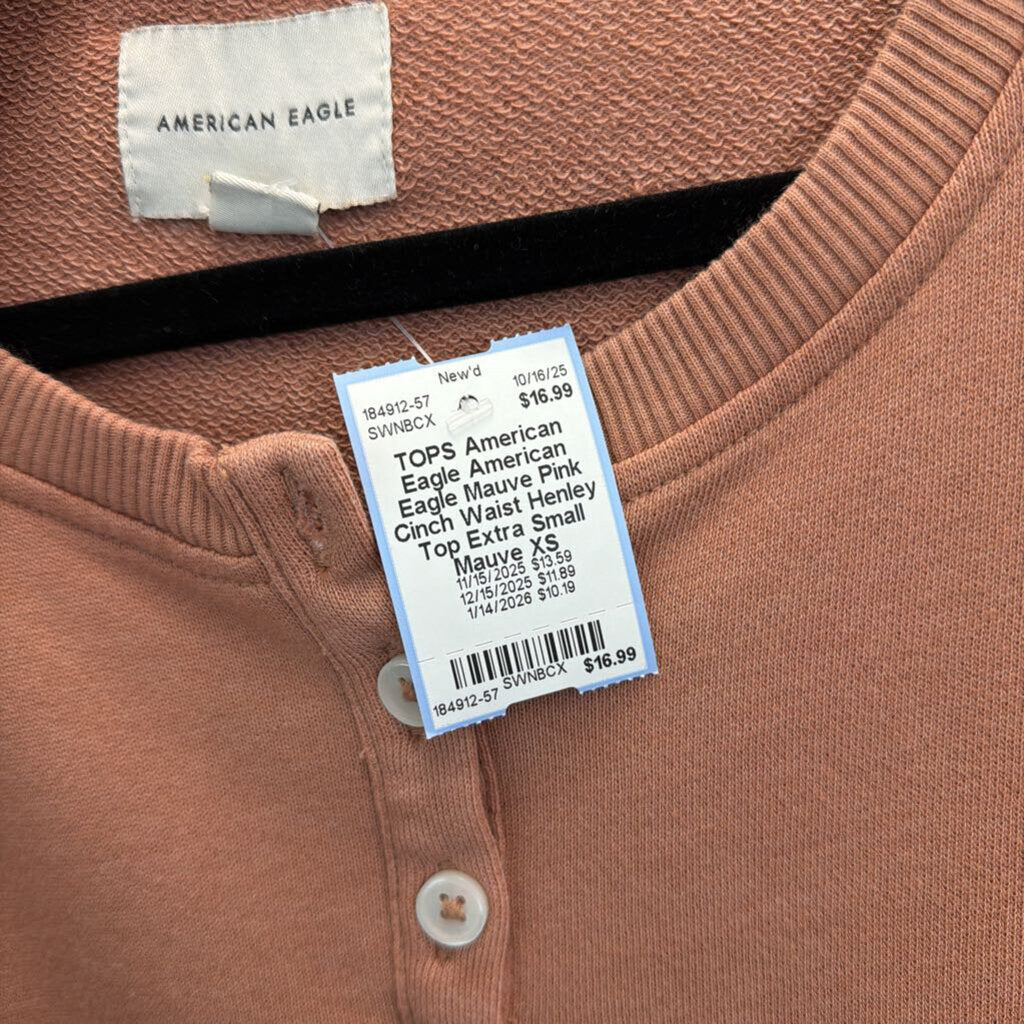 AMERICAN EAGLE
New'd
184912-57 10/16/25
SWNBCX $16.99
TOPS American
Eagle American
Eagle Mauve Pink
Cinch Waist Henley
Top Extra Small
Mauve XS
11/15/2025 $13.59
12/15/2025 $11.89
1/14/2026 $10.19
184912-57 SWNBCX $16.99